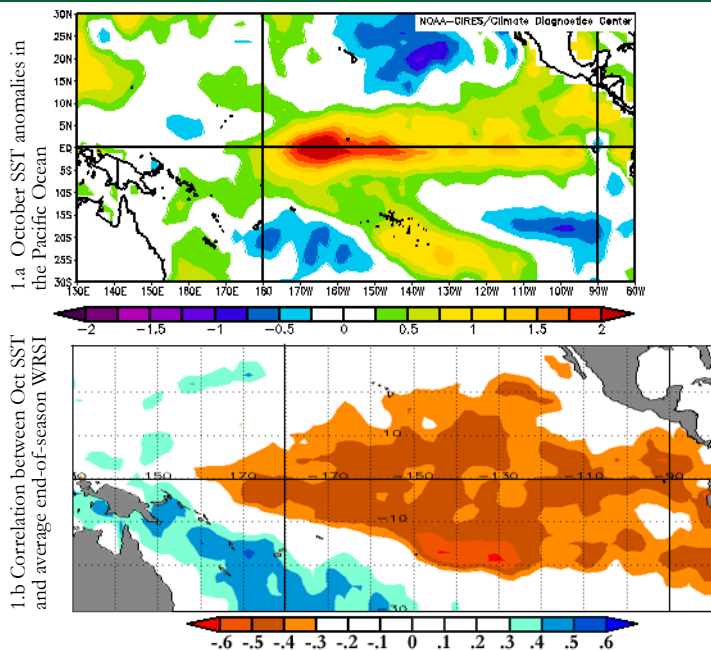 1.a October SST anomalies in
the Pacific Ocean
NOAA-CIRES/Climate Diagnostics Center
30N
25N
20N
15N
10N
5N
EQ
5S
10S
15S
20S
25S
30S
130E 140E 150E 160E 170E 180 170W 160W 150W 140W 130W 120W 110W 100W 90W 80W
-2 -1.5 -1 -0.5 0 0.5 1 1.5 2
1.b Correlation between Oct SST
and average end-of-season WRSI
10
30 150 -170 -150 -130 -110 -90
-10
-30
-.6 -.5 -.4 -.3 -.2 -.1 0 .1 .2 .3 .4 .5 .6